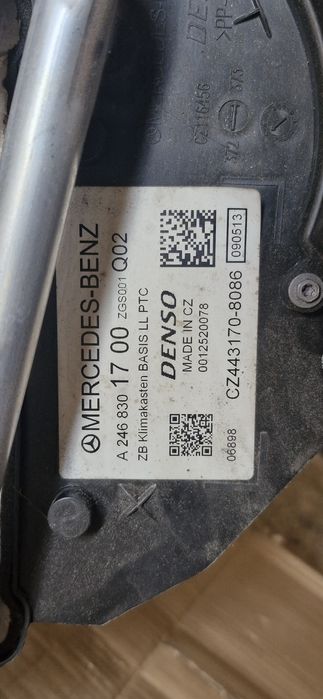 MERCEDES-BENZ
A 246 830 17 00 ZGS001 Q02
ZB Klimakasten BASIS LL PTC
DENSO
MADE IN CZ
0012520078
CZ443170-8086 090513
06898
CZ116456